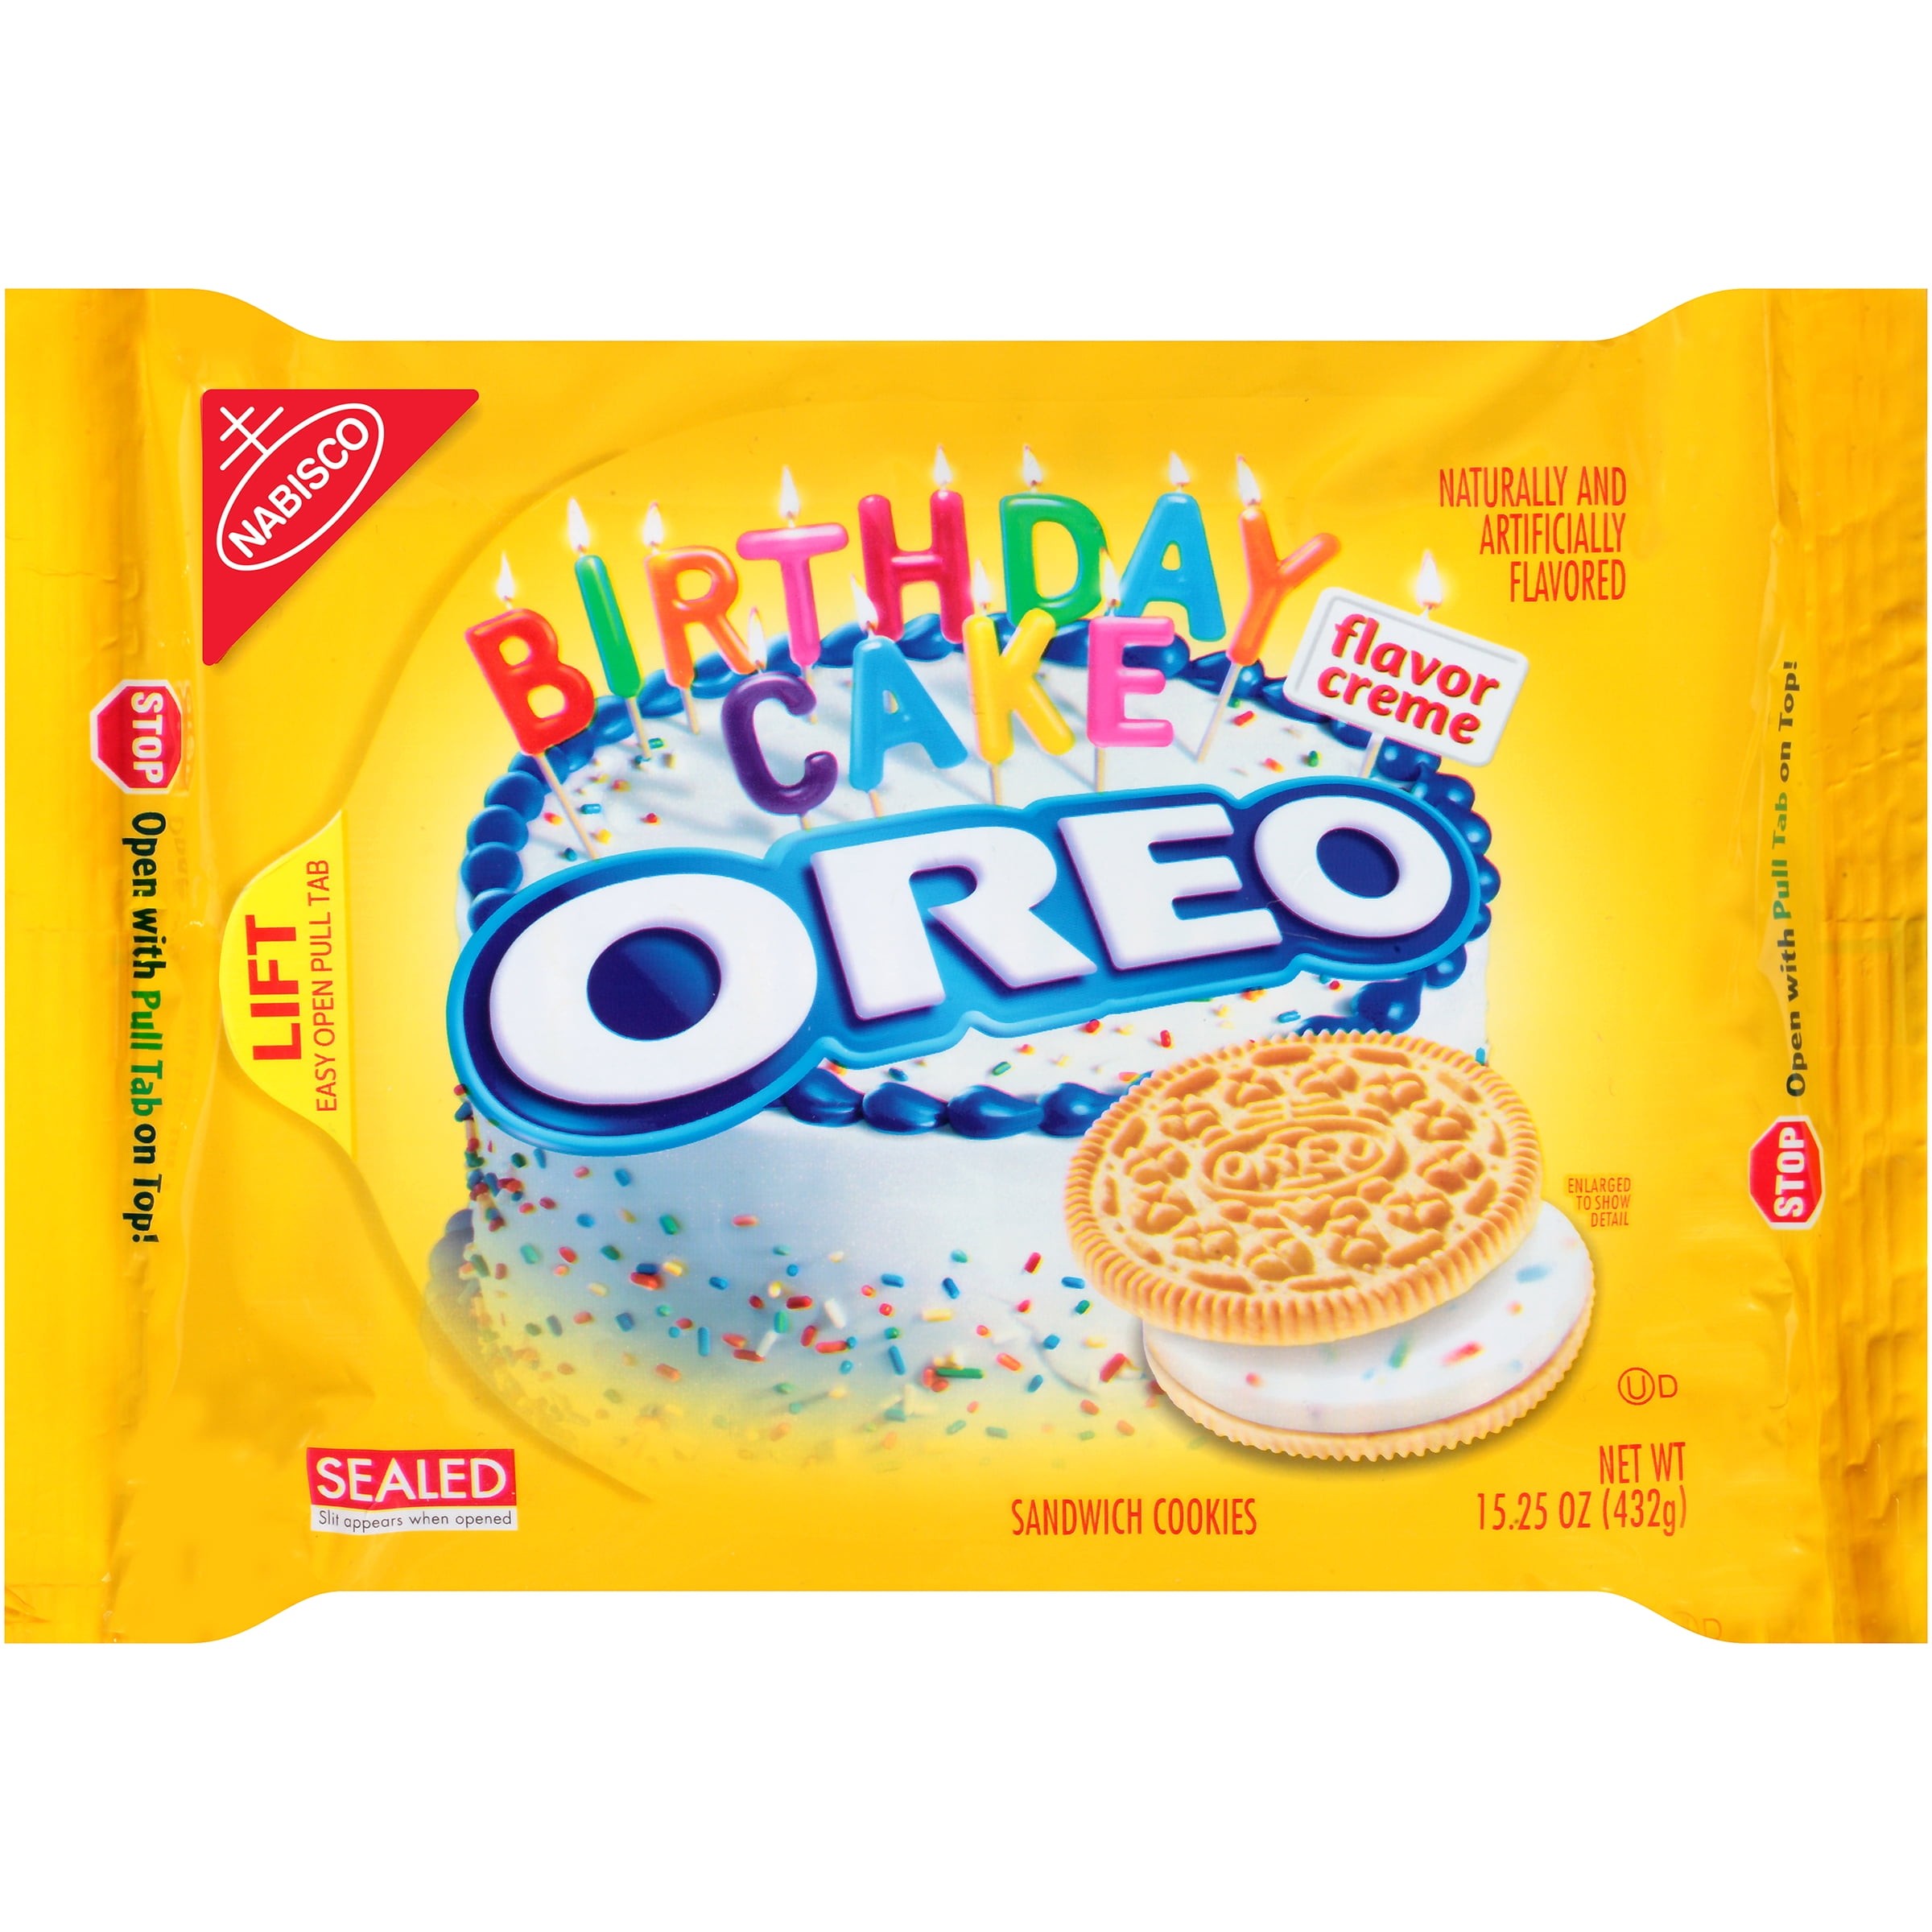 NABISCO
BIRTHDAY
CAKE
flavor
creme
OREO
NATURALLY AND
ARTIFICIALLY
FLAVORED
STOP
Open with Pull Tab on Top!
LIFT
EASY OPEN PULL TAB
OREO
ENLARGED
TO SHOW
DETAIL
Open with Pull Tab on Top!
STOP
U D
SEALED
Slit appears when opened
SANDWICH COOKIES
NET WT
15.25 OZ (432g)